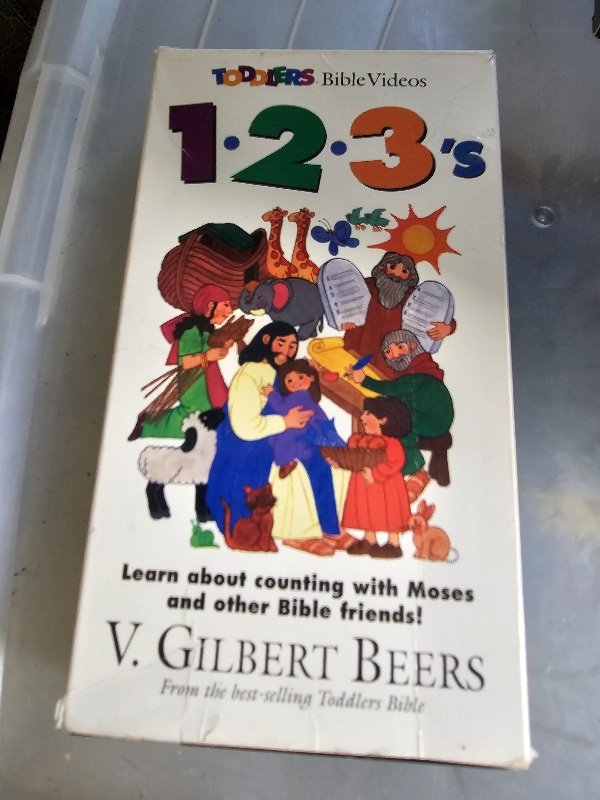 TODDLERS Bible Videos
1·2·3's
Learn about counting with Moses
and other Bible friends!
V. GILBERT BEERS
From the best-selling Toddlers Bible